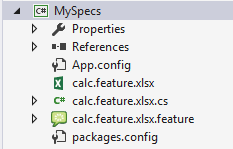 MySpecs
Properties
References
App.config
calc.feature.xlsx
calc.feature.xlsx.cs
calc.feature.xlsx.feature
packages.config